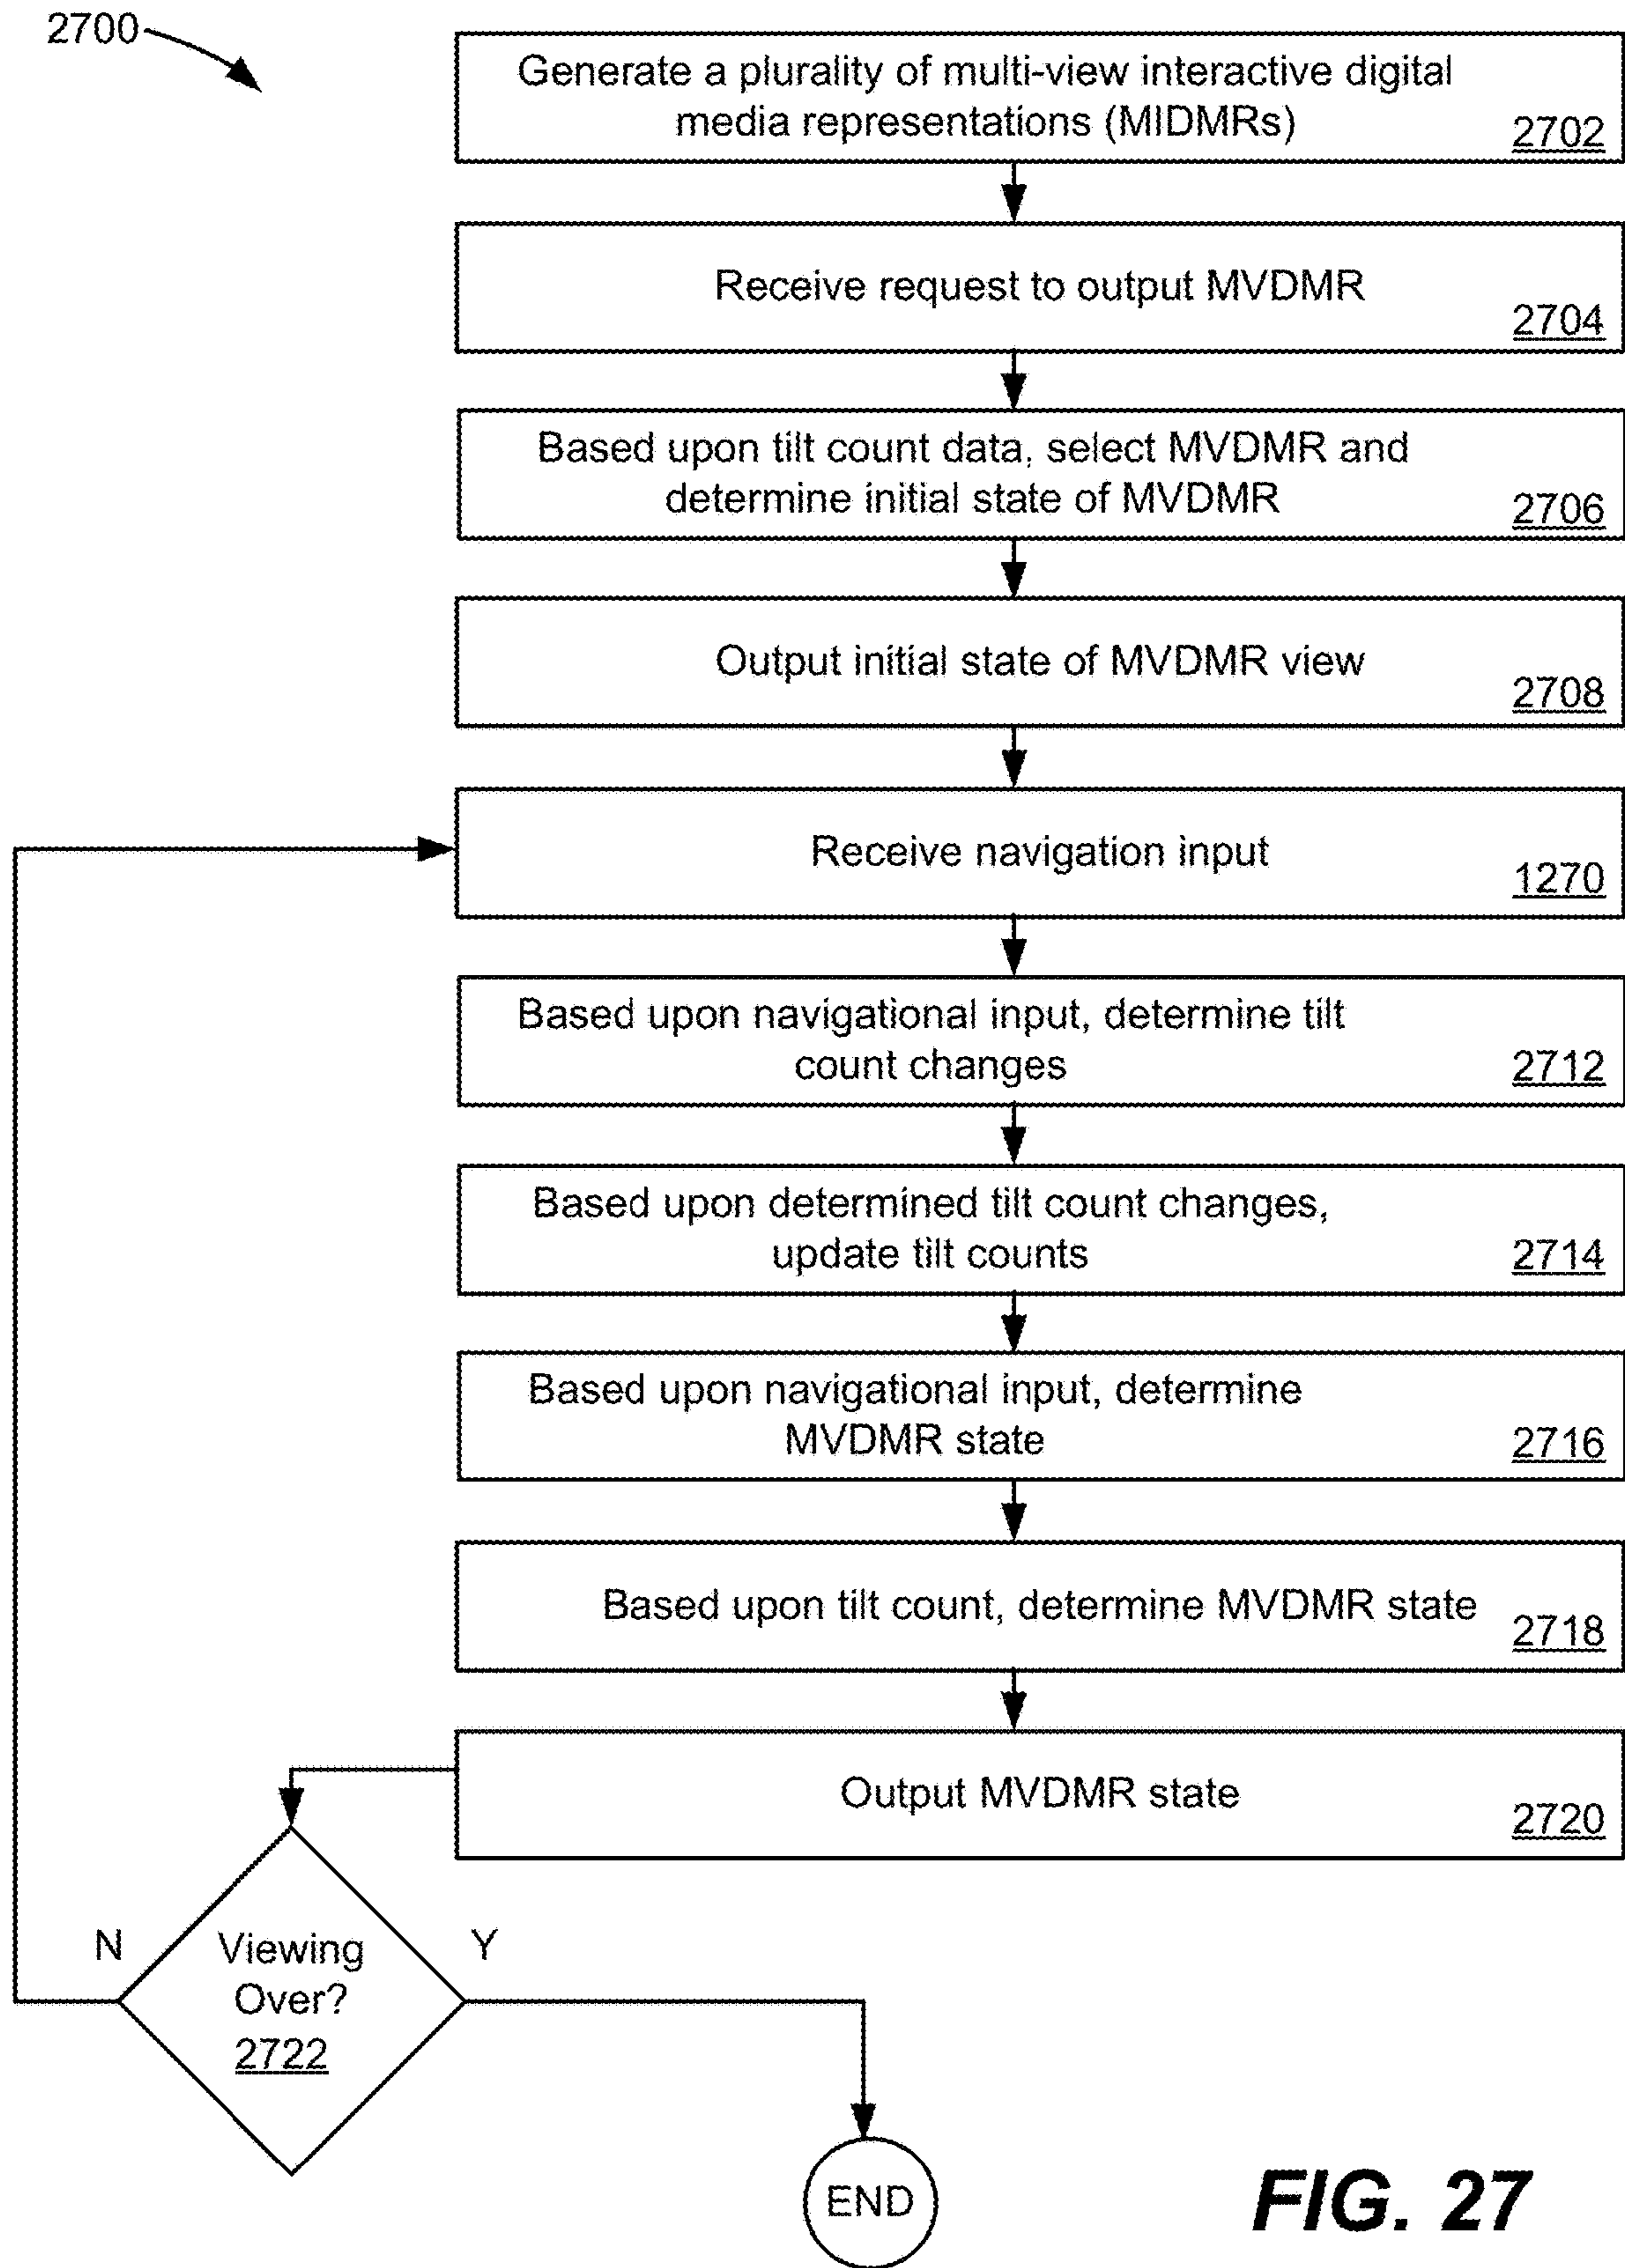 2700
Generate a plurality of multi-view interactive digital
media representations (MIDMRs)
2702
Receive request to output MVDMR
2704
Based upon tilt count data, select MVDMR and
determine initial state of MVDMR
2706
Output initial state of MVDMR view
2708
Receive navigation input
1270
Based upon navigational input, determine tilt
count changes
2712
Based upon determined tilt count changes,
update tilt counts
2714
Based upon navigational input, determine
MVDMR state
2716
Based upon tilt count, determine MVDMR state
2718
Output MVDMR state
2720
N
Viewing
Over?
2722
Y
END
FIG. 27